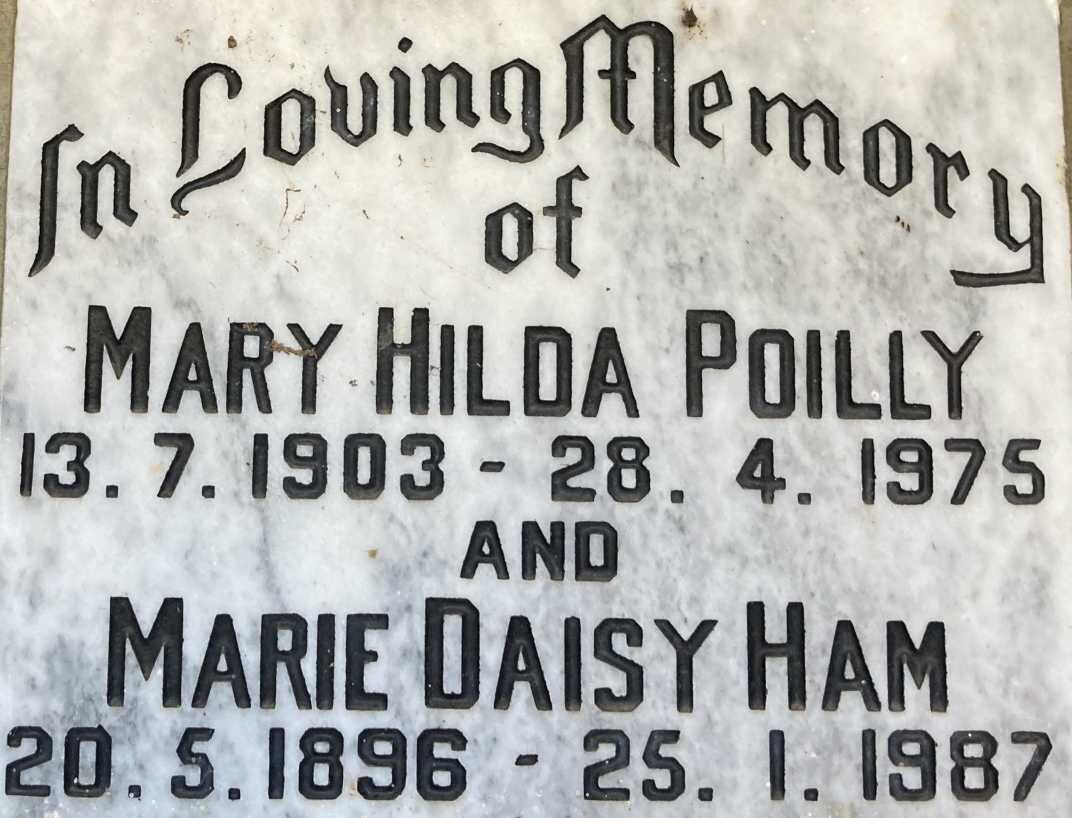 In Loving Memory
of
MARY HILDA POILLY
13. 7. 1903 - 28. 4. 1975
AND
MARIE DAISY HAM
20. 5. 1896 - 25. 1. 1987